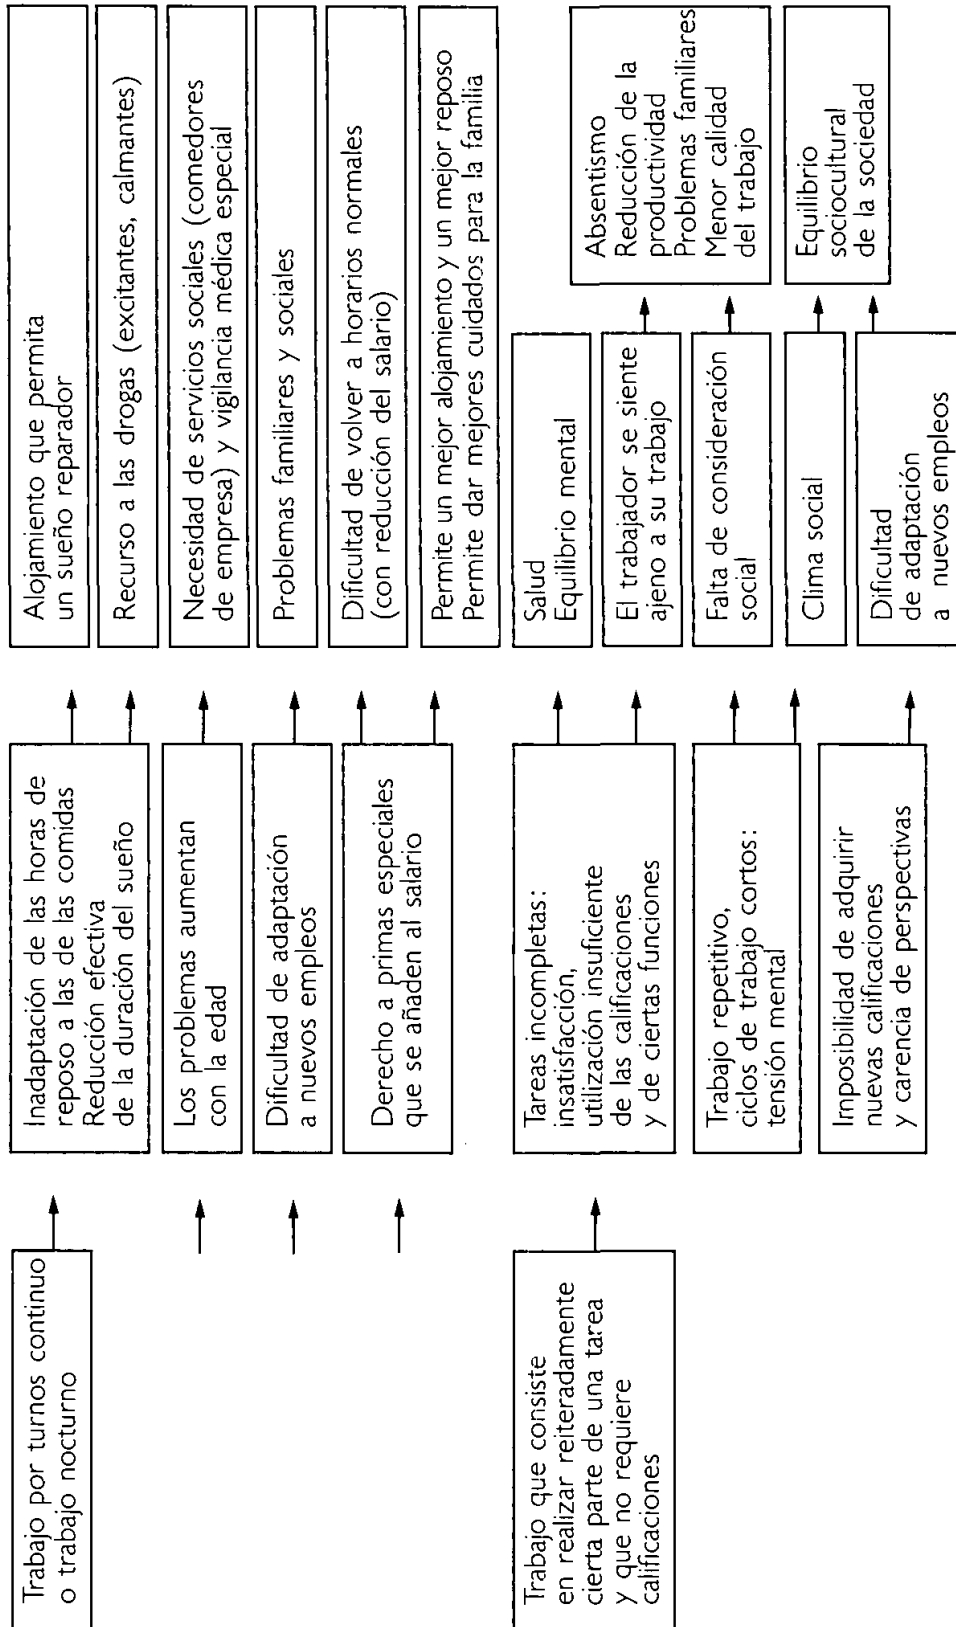 Trabajo por turnos continuo
o trabajo nocturno
Inadaptación de las horas de
reposo a las de las comidas
Reducción efectiva
de la duración del sueño
Los problemas aumentan
con la edad
Dificultad de adaptación
a nuevos empleos
Derecho a primas especiales
que se añaden al salario
Alojamiento que permita
un sueño reparador
Recurso a las drogas (excitantes, calmantes)
Necesidad de servicios sociales (comedores
de empresa) y vigilancia médica especial
Problemas familiares y sociales
Dificultad de volver a horarios normales
(con reducción del salario)
Permite un mejor alojamiento y un mejor reposo
Permite dar mejores cuidados para la familia
Trabajo que consiste
en realizar reiteradamente
cierta parte de una tarea
y que no requiere
calificaciones
Tareas incompletas:
insatisfacción,
utilización insuficiente
de las calificaciones
y de ciertas funciones
Trabajo repetitivo,
ciclos de trabajo cortos:
tensión mental
Imposibilidad de adquirir
nuevas calificaciones
y carencia de perspectivas
Salud
Equilibrio mental
El trabajador se siente
ajeno a su trabajo
Falta de consideración
social
Clima social
Dificultad
de adaptación
a nuevos empleos
Absentismo
Reducción de la
productividad
Problemas familiares
Menor calidad
del trabajo
Equilibrio
sociocultural
de la sociedad